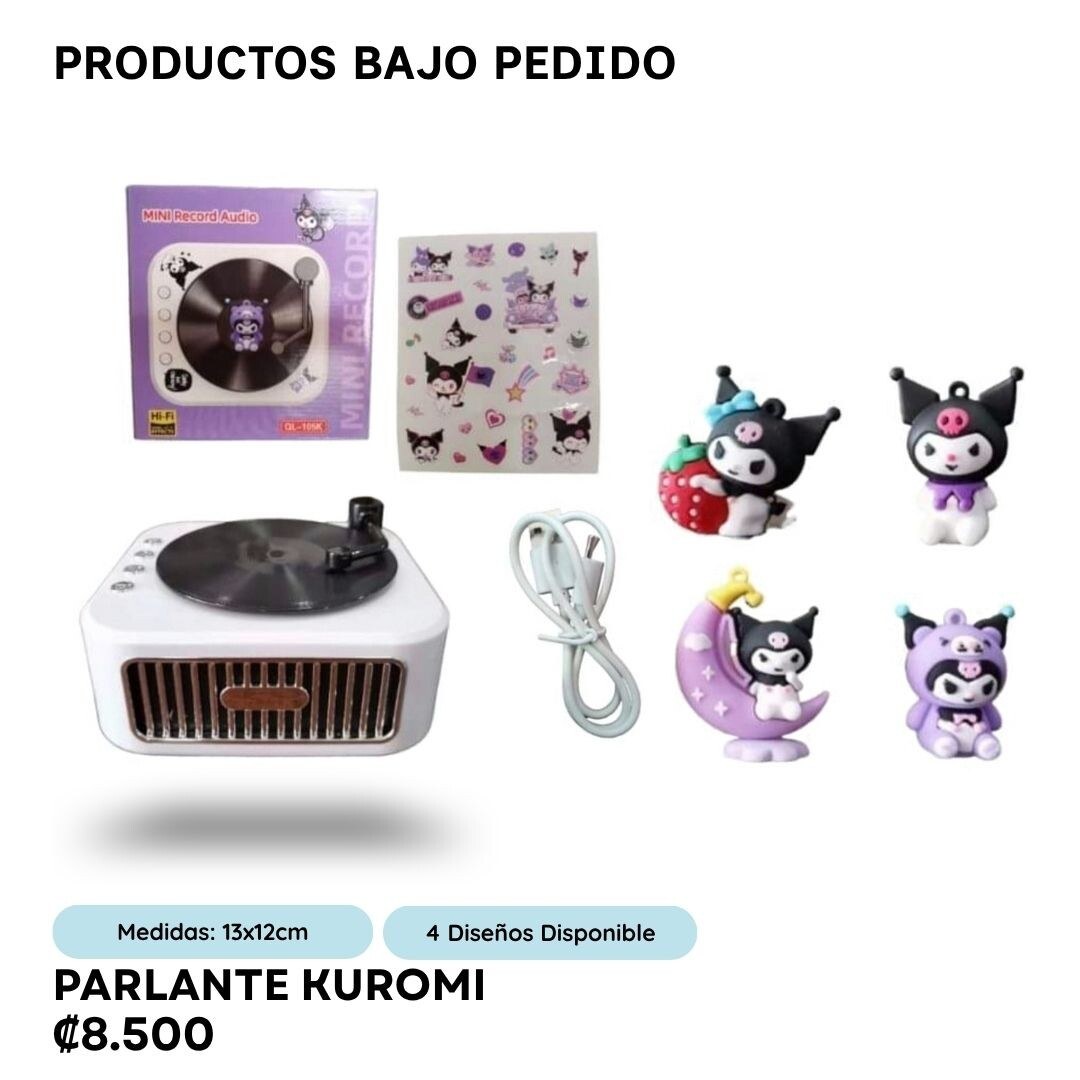 PRODUCTOS BAJO PEDIDO
MINI Record Audio
MINI RECORD
Hi-Fi
QL-105K
Medidas: 13x12cm
4 Diseños Disponible
PARLANTE KUROMI
₡8.500